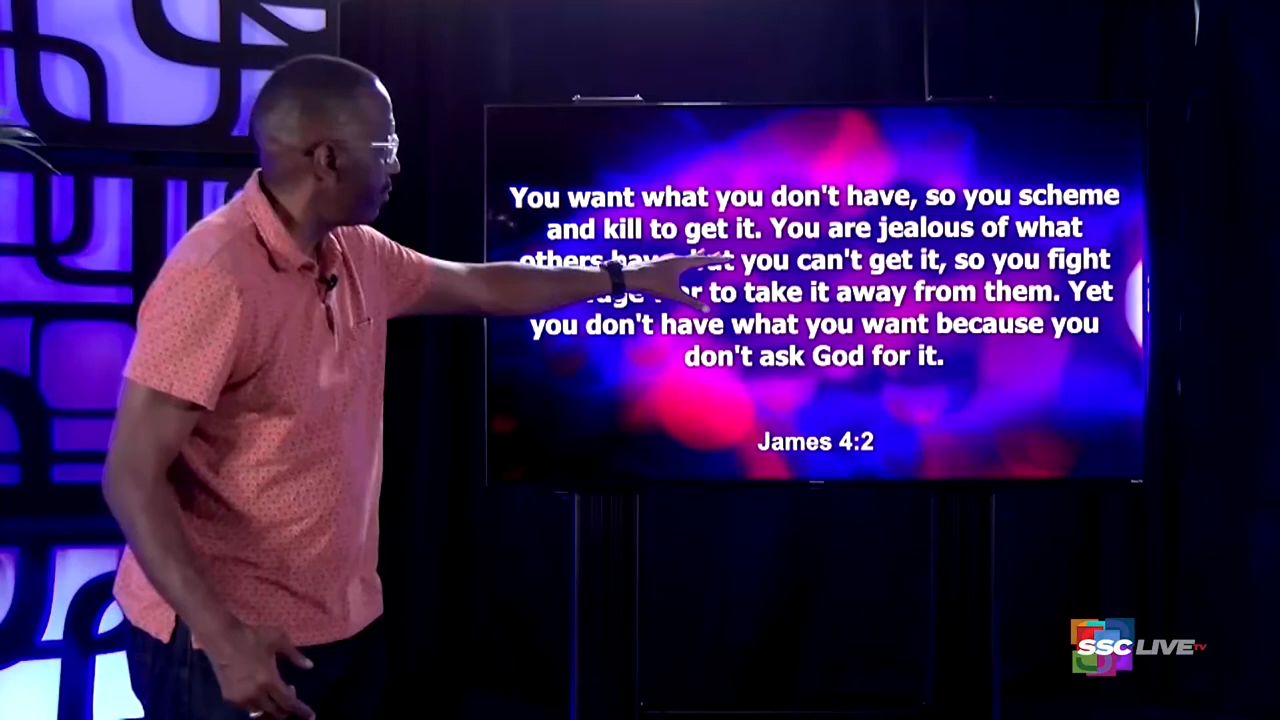 You want what you don't have, so you scheme
and kill to get it. You are jealous of what
others have, but you can't get it, so you fight
to take it away from them. Yet
you don't have what you want because you
don't ask God for it.
James 4:2
SSC LIVE TV